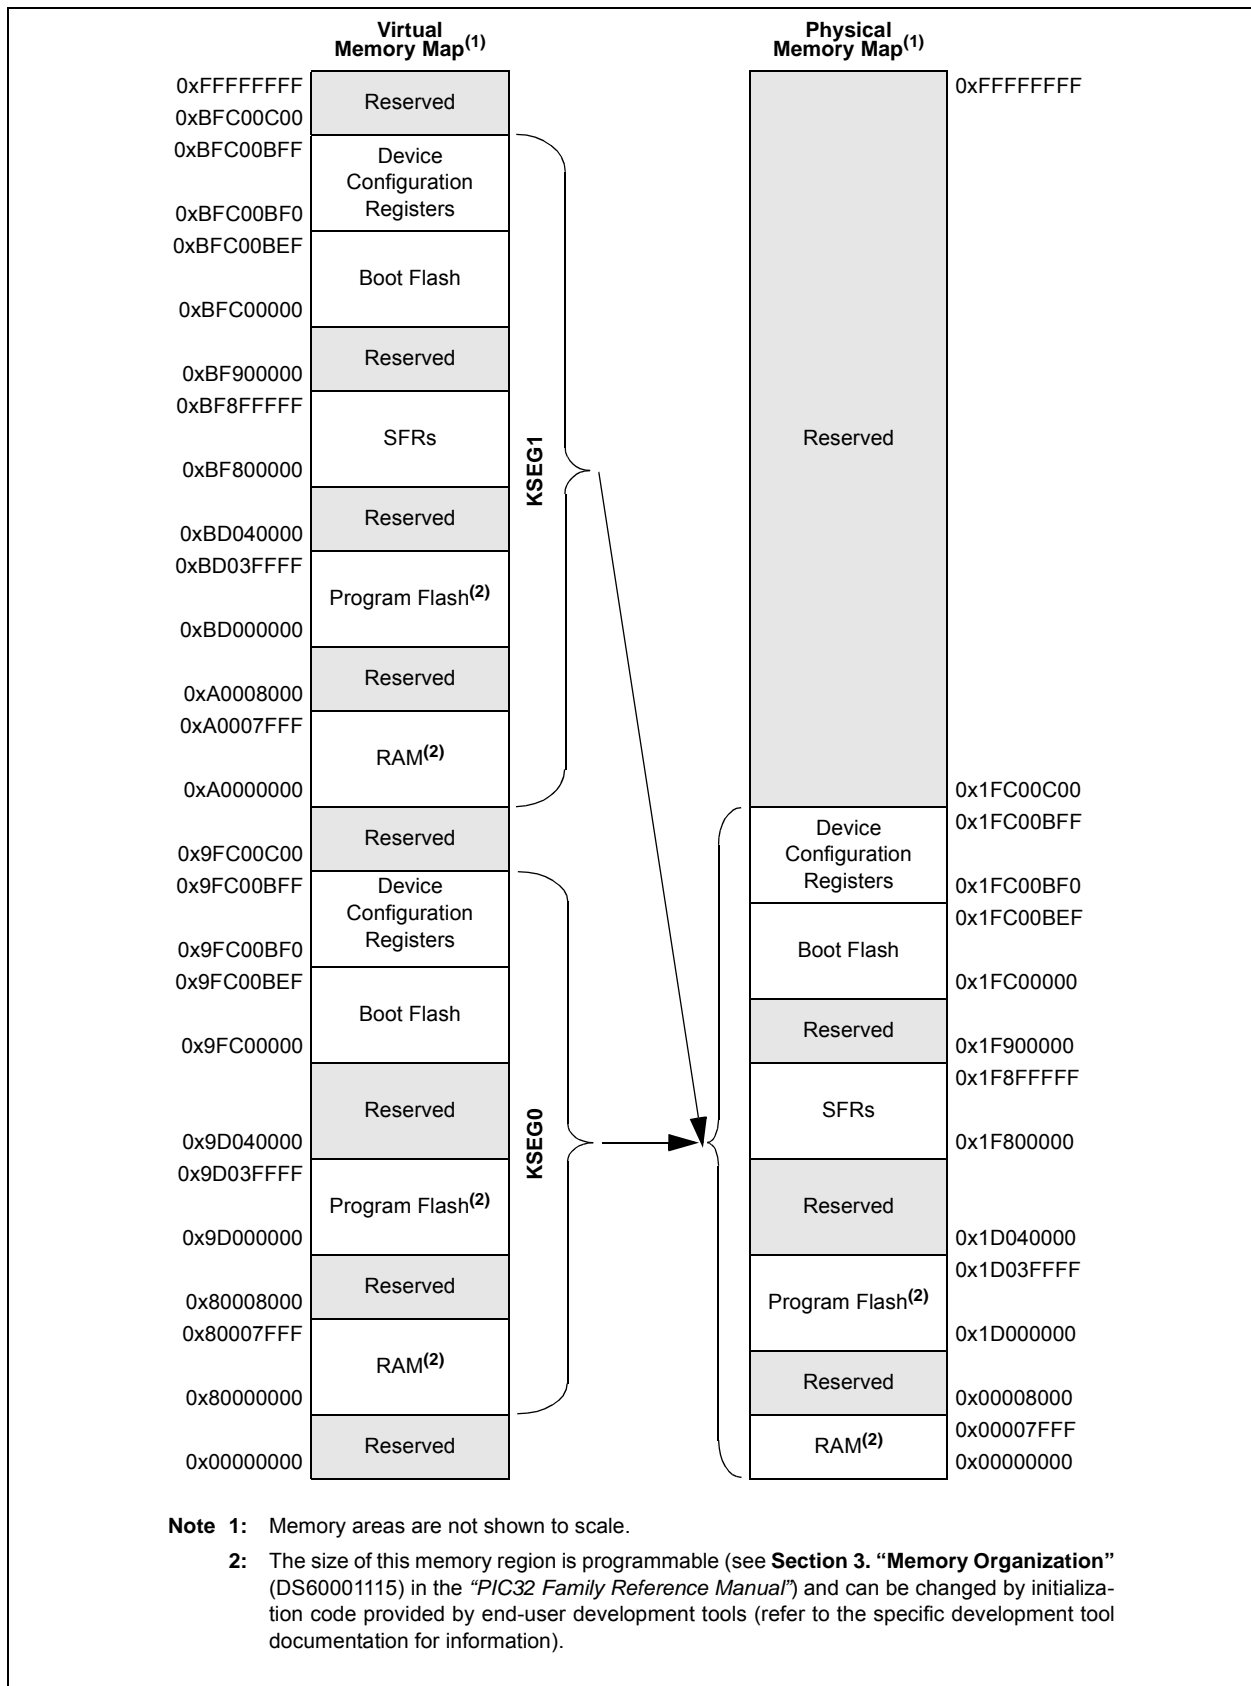 Virtual
Memory Map(1)
Physical
Memory Map(1)
0xFFFFFFFF
Reserved
0xBFC00C00
0xBFC00BFF
Device
Configuration
Registers
0xBFC00BF0
0xBFC00BEF
Boot Flash
0xBFC00000
Reserved
0xBF900000
0xBF8FFFFF
SFRs
0xBF800000
Reserved
0xBD040000
0xBD03FFFF
Program Flash(2)
0xBD000000
Reserved
0xA0008000
0xA0007FFF
RAM(2)
0xA0000000
KSEG1
Reserved
0x9FC00C00
0x9FC00BFF
Device
Configuration
Registers
0x9FC00BF0
0x9FC00BEF
Boot Flash
0x9FC00000
Reserved
0x9D040000
0x9D03FFFF
Program Flash(2)
0x9D000000
Reserved
0x80008000
0x80007FFF
RAM(2)
0x80000000
KSEG0
Reserved
0x00000000
0xFFFFFFFF
Reserved
0x1FC00C00
0x1FC00BFF
Device
Configuration
Registers
0x1FC00BF0
0x1FC00BEF
Boot Flash
0x1FC00000
Reserved
0x1F900000
0x1F8FFFFF
SFRs
0x1F800000
Reserved
0x1D040000
0x1D03FFFF
Program Flash(2)
0x1D000000
Reserved
0x00008000
0x00007FFF
RAM(2)
0x00000000
Note 1: Memory areas are not shown to scale.
2: The size of this memory region is programmable (see Section 3. “Memory Organization”
(DS60001115) in the “PIC32 Family Reference Manual”) and can be changed by initializa-
tion code provided by end-user development tools (refer to the specific development tool
documentation for information).